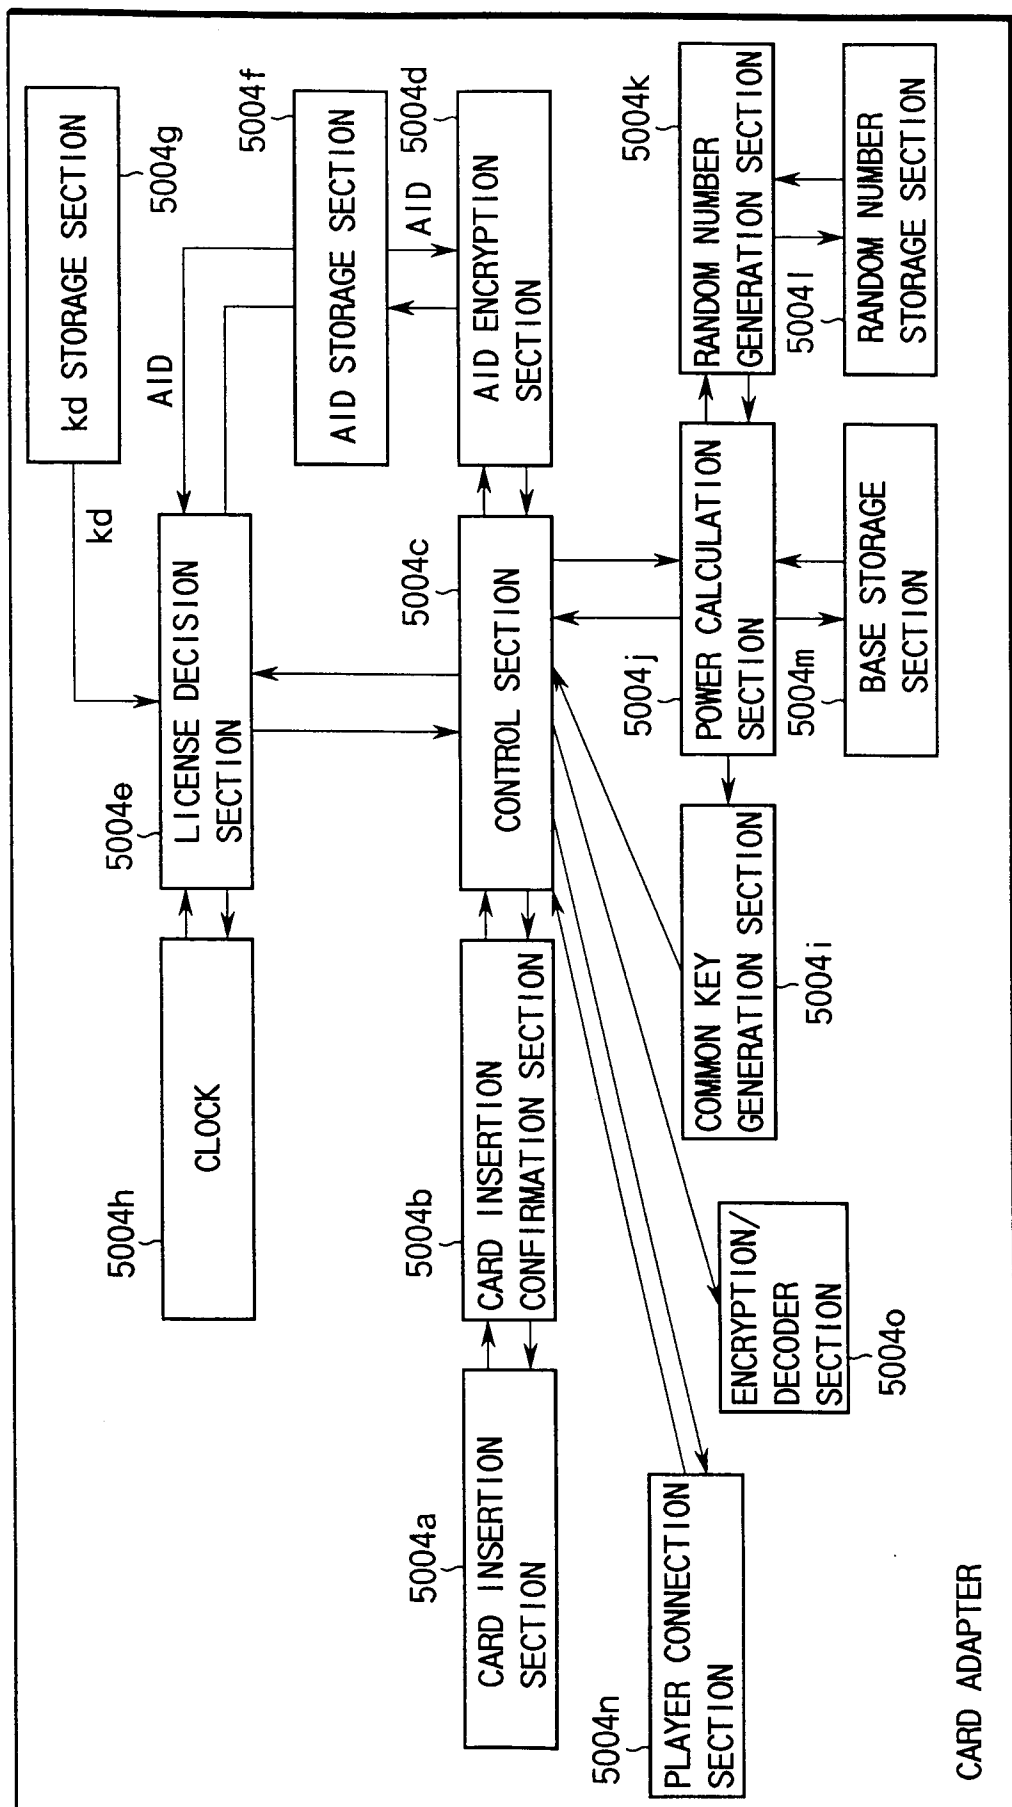 kd STORAGE SECTION
5004g
kd
AID
5004h
CLOCK
5004e
LICENSE DECISION
SECTION
5004f
AID STORAGE SECTION
AID
5004a
CARD INSERTION
SECTION
5004b
CARD INSERTION
CONFIRMATION SECTION
5004c
CONTROL SECTION
5004d
AID ENCRYPTION
SECTION
5004n
PLAYER CONNECTION
SECTION
ENCRYPTION/
DECODER
SECTION
5004o
COMMON KEY
GENERATION SECTION
5004i
5004j
POWER CALCULATION
SECTION
5004k
RANDOM NUMBER
GENERATION SECTION
5004m
BASE STORAGE
SECTION
5004l
RANDOM NUMBER
STORAGE SECTION
CARD ADAPTER